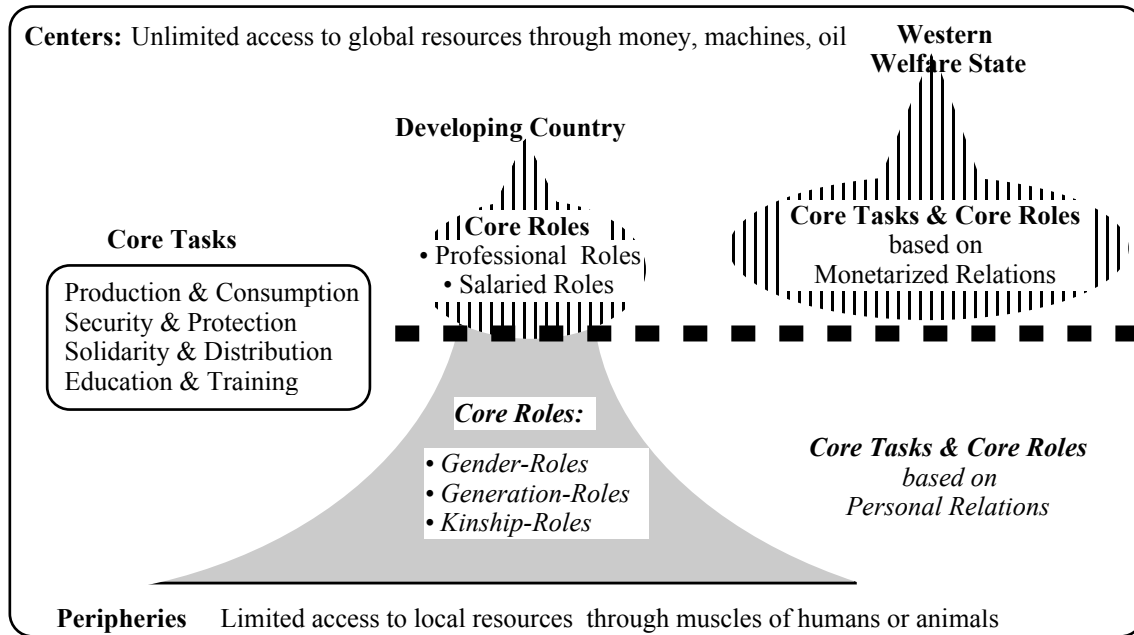 Centers: Unlimited access to global resources through money, machines, oil
Western
Welfare State
Developing Country
Core Tasks
Production & Consumption
Security & Protection
Solidarity & Distribution
Education & Training
Core Roles
• Professional Roles
• Salaried Roles
Core Tasks & Core Roles
based on
Monetarized Relations
Core Roles:
• Gender-Roles
• Generation-Roles
• Kinship-Roles
Core Tasks & Core Roles
based on
Personal Relations
Peripheries Limited access to local resources through muscles of humans or animals